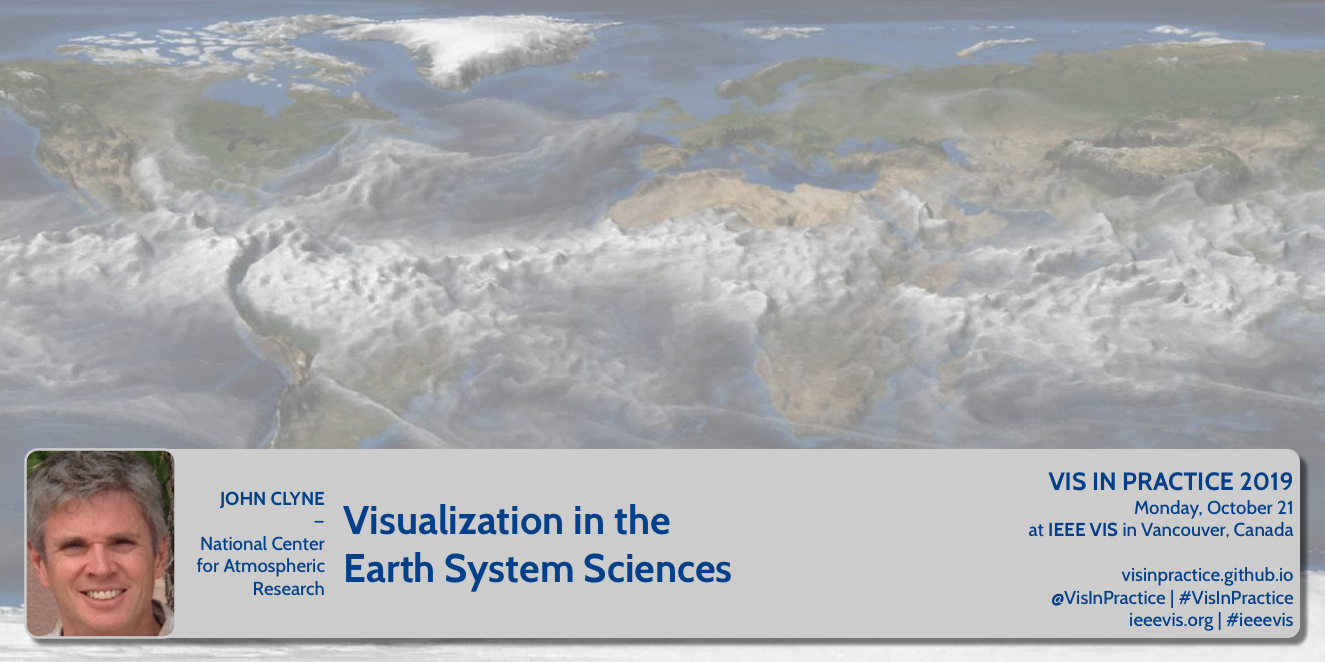 JOHN CLYNE
–
National Center
for Atmospheric
Research
Visualization in the
Earth System Sciences
VIS IN PRACTICE 2019
Monday, October 21
at IEEE VIS in Vancouver, Canada
visinpractice.github.io
@VisInPractice | #VisInPractice
ieeevis.org | #ieeevis